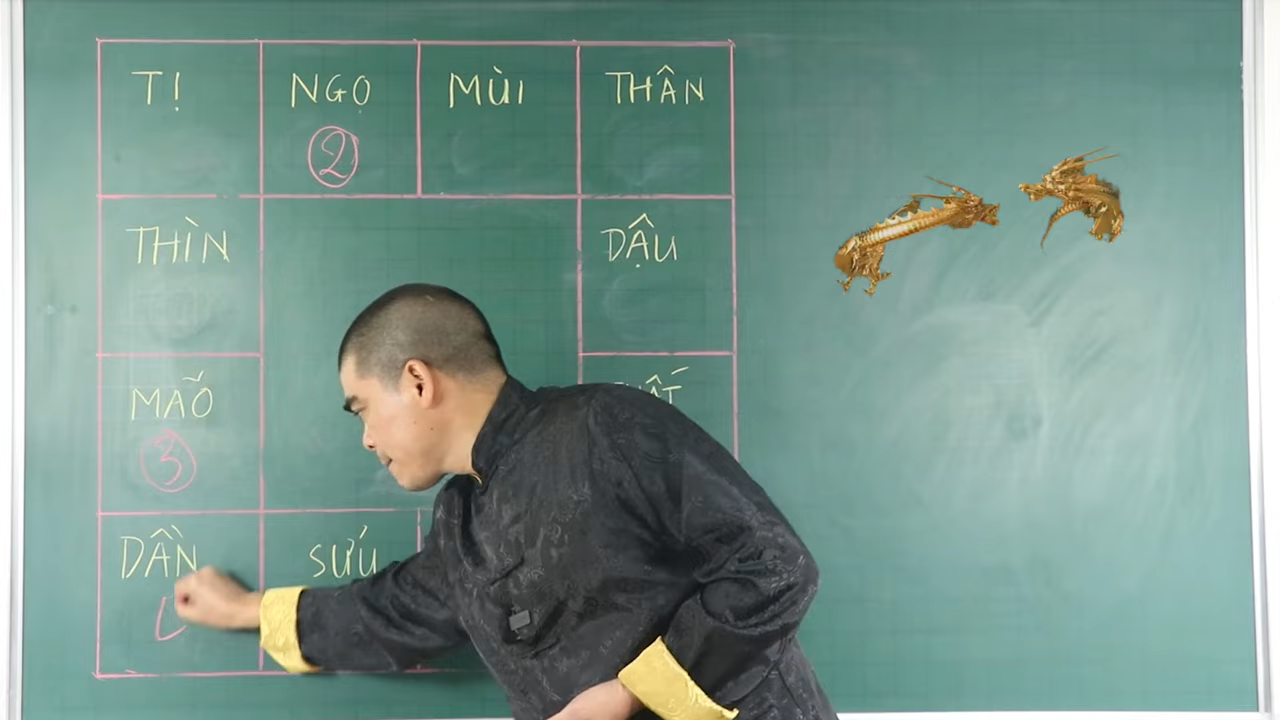 TỊ NGỌ MÙI THÂN
2
THÌN DẬU
MÃO
3
DẦN SỬU